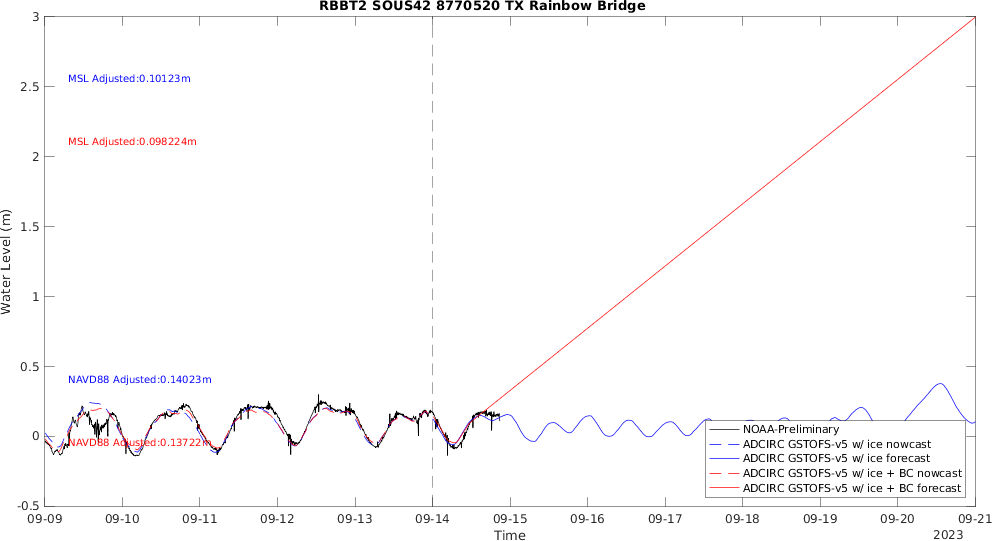 RBBT2 SOUS42 8770520 TX Rainbow Bridge
3
2.5
2
1.5
1
0.5
0
-0.5
Water Level (m)
MSL Adjusted:0.10123m
MSL Adjusted:0.098224m
NAVD88 Adjusted:0.14023m
NAVD88 Adjusted:0.13722m
NOAA-Preliminary
ADCIRC GSTOFS-v5 w/ ice nowcast
ADCIRC GSTOFS-v5 w/ ice forecast
ADCIRC GSTOFS-v5 w/ ice + BC nowcast
ADCIRC GSTOFS-v5 w/ ice + BC forecast
09-09 09-10 09-11 09-12 09-13 09-14 09-15 09-16 09-17 09-18 09-19 09-20 09-21
Time
2023